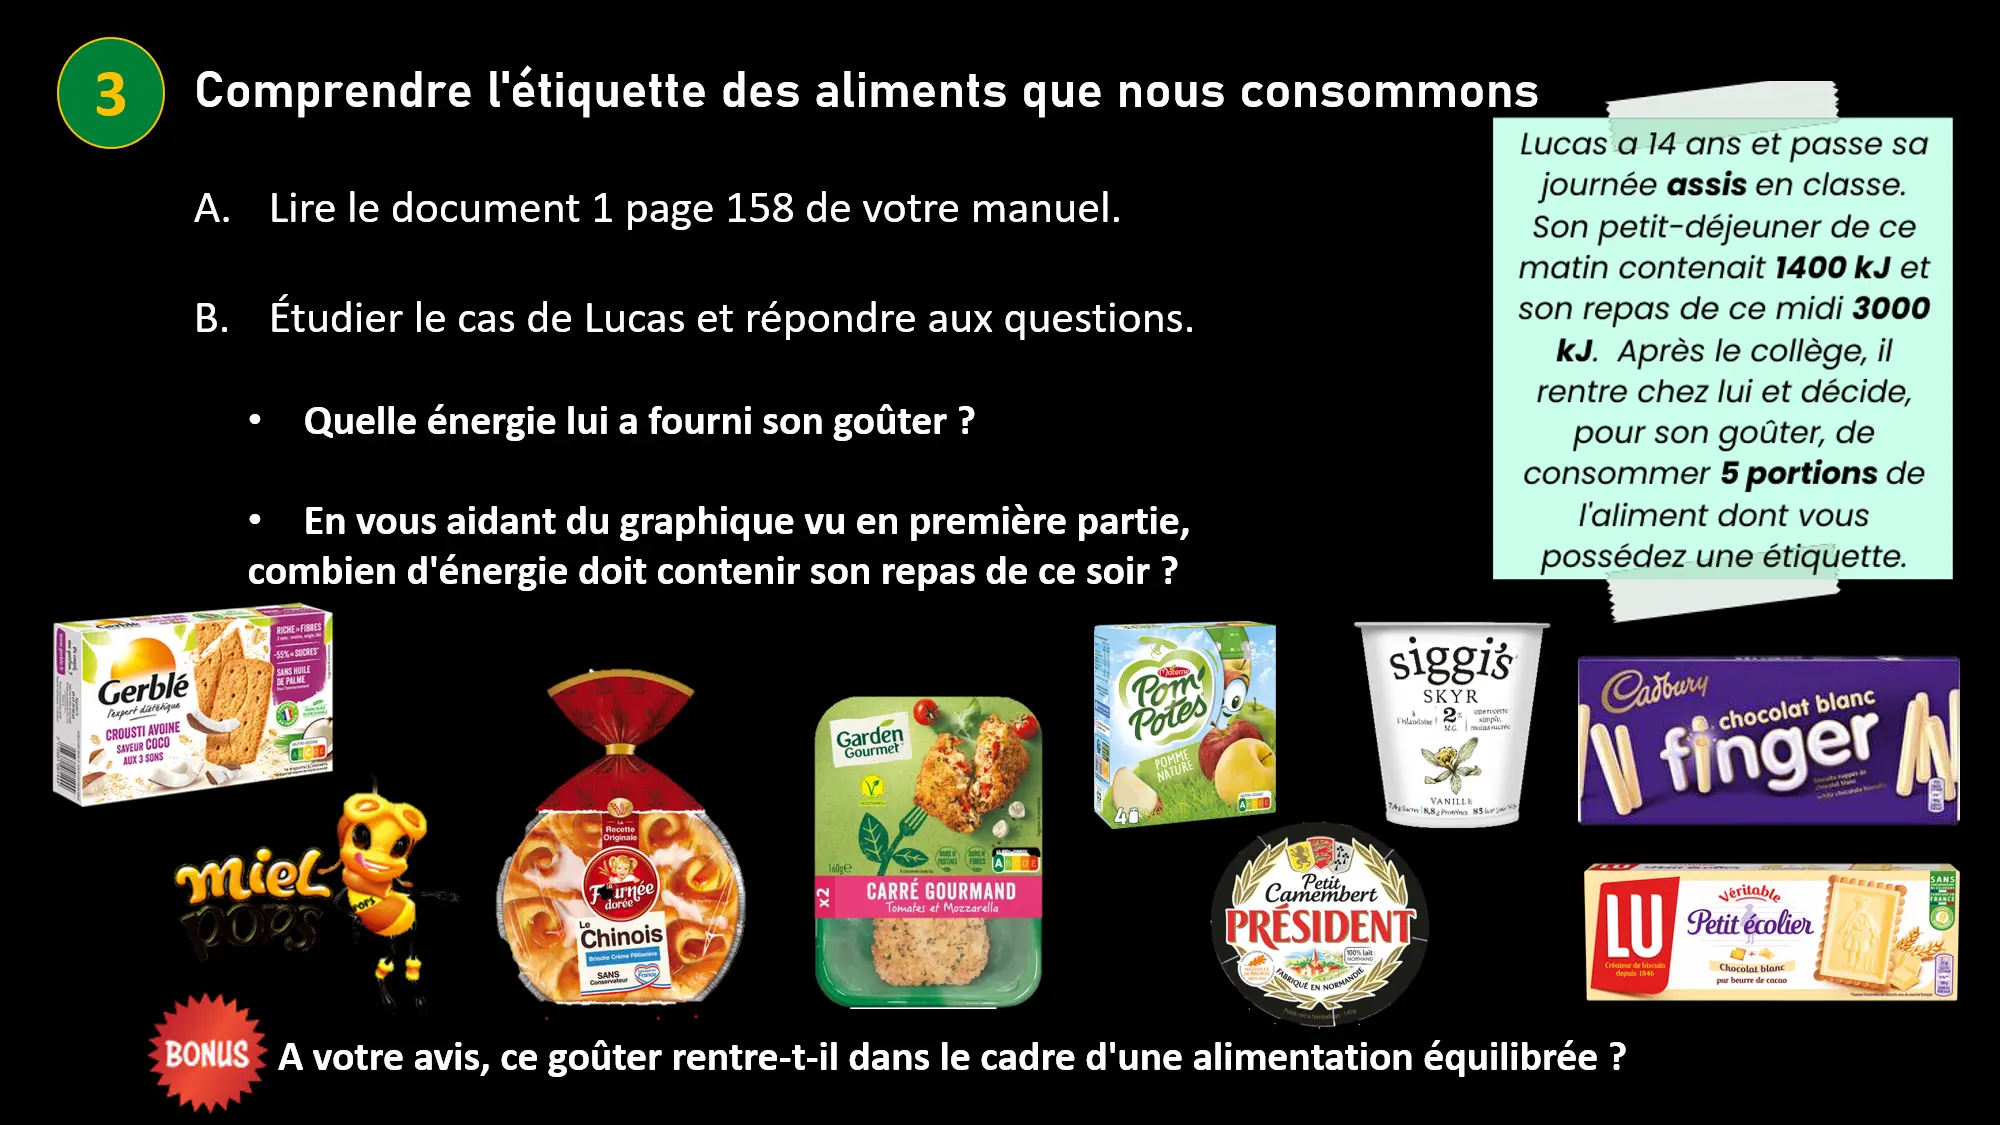 3
Comprendre l'étiquette des aliments que nous consommons
A. Lire le document 1 page 158 de votre manuel.
B. Étudier le cas de Lucas et répondre aux questions.
• Quelle énergie lui a fourni son goûter ?
• En vous aidant du graphique vu en première partie,
combien d'énergie doit contenir son repas de ce soir ?
Lucas a 14 ans et passe sa
journée assis en classe.
Son petit-déjeuner de ce
matin contenait 1400 kJ et
son repas de ce midi 3000
kJ. Après le collège, il
rentre chez lui et décide,
pour son goûter, de
consommer 5 portions de
l'aliment dont vous
possédez une étiquette.
Gerblé
l'expert diététique
CROUSTI AVOINE
SAVEUR COCO
AUX 3 SONS
RICHE EN FIBRES
-55% DE SUCRES*
SANS HUILE
DE PALME
miel
POPS
POPS
La
Recette
Originale
Fournée
dorée
Le
Chinois
Brioche Crème Pâtissière
SANS
Conservateur
Garden
Gourmet
160g e
x2
CARRÉ GOURMAND
Tomates et Mozzarella
Materne
Pom'
Potes
POMME
NATURE
4
siggi's
SKYR
2%
M.G.
une recette
simple,
moins sucrée
VANILLE
Petit
Camembert
PRÉSIDENT
100% lait
NORMAND
FABRIQUÉ EN NORMANDIE
Cadbury
chocolat blanc
finger
LU
Créateur de biscuits
depuis 1846
Véritable
Petit écolier
+
Chocolat blanc
pur beurre de cacao
SANS
BONUS
A votre avis, ce goûter rentre-t-il dans le cadre d'une alimentation équilibrée ?